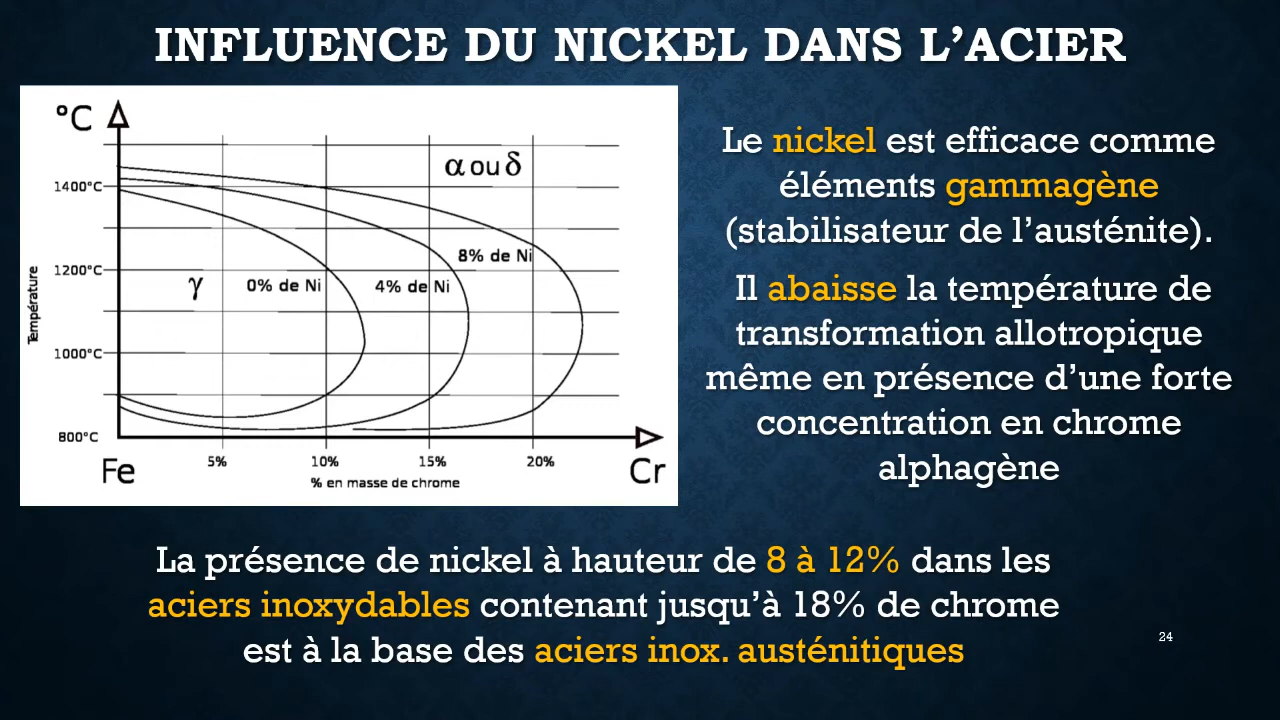 INFLUENCE DU NICKEL DANS L'ACIER
°C
α ou δ
1400°C
8% de Ni
1200°C
γ
0% de Ni
4% de Ni
Température
1000°C
800°C
5%
10%
15%
20%
Fe
Cr
% en masse de chrome
Le nickel est efficace comme
éléments gammagène
(stabilisateur de l'austénite).
Il abaisse la température de
transformation allotropique
même en présence d'une forte
concentration en chrome
alphagène
La présence de nickel à hauteur de 8 à 12% dans les
aciers inoxydables contenant jusqu'à 18% de chrome
est à la base des aciers inox. austénitiques
24